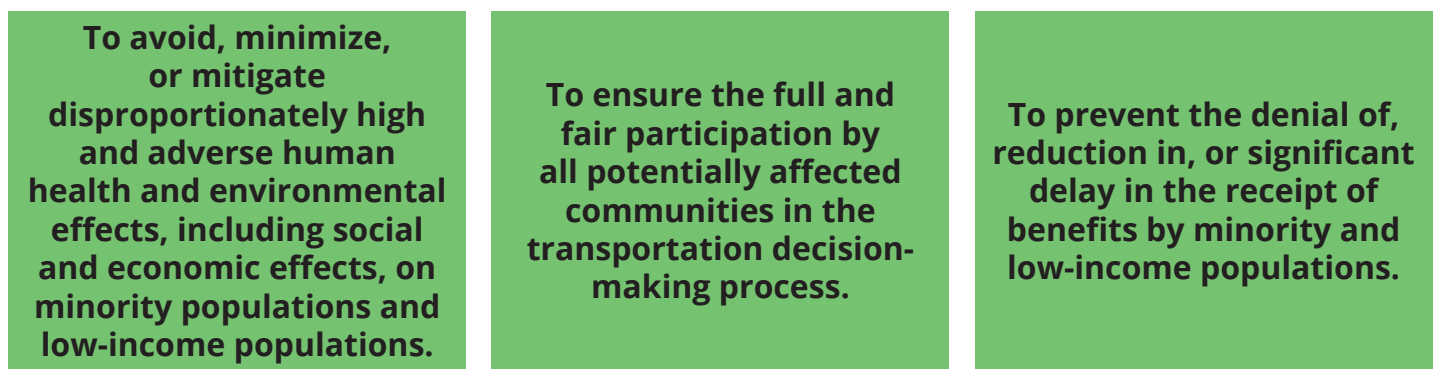 To avoid, minimize,
or mitigate
disproportionately high
and adverse human
health and environmental
effects, including social
and economic effects, on
minority populations and
low-income populations.
To ensure the full and
fair participation by
all potentially affected
communities in the
transportation decision-
making process.
To prevent the denial of,
reduction in, or significant
delay in the receipt of
benefits by minority and
low-income populations.